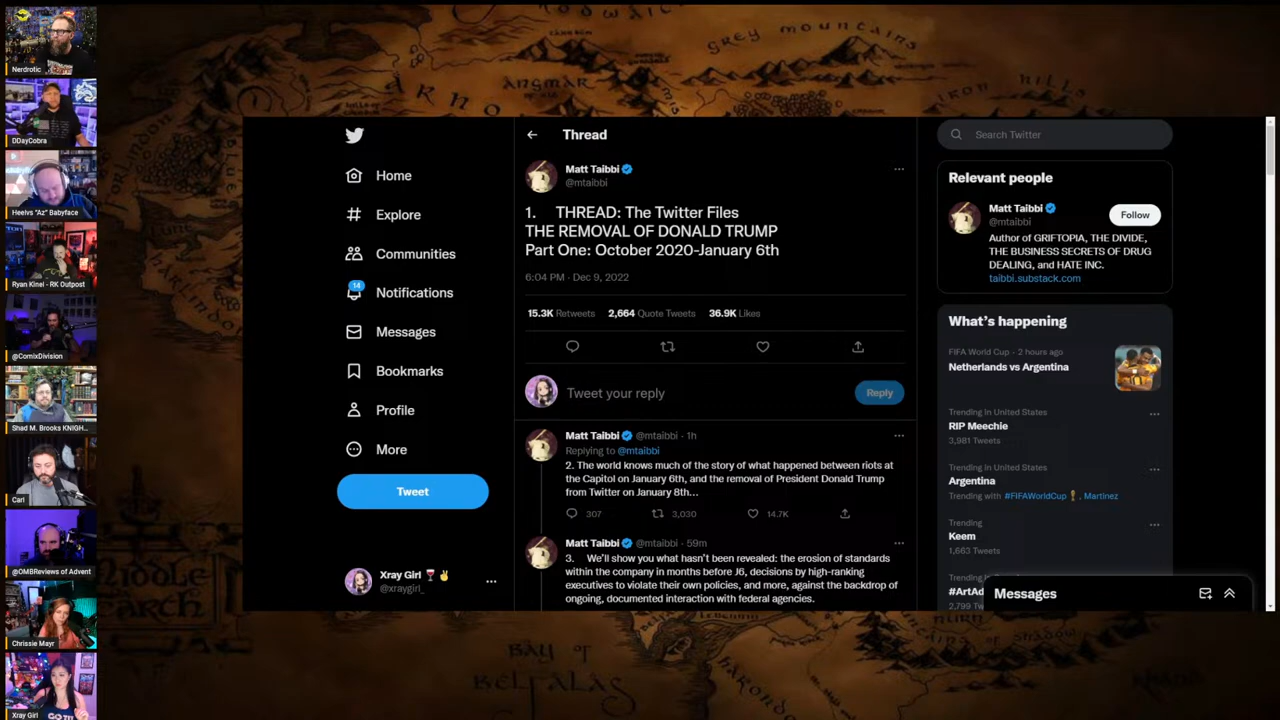 Nerdrotic
DDayCobra
Heelvs "Az" Babyface
Ryan Kinel - RK Outpost
@ComixDivision
Shad M. Brooks KNIGH...
Carl
@OMBReviews of Advent
Chrissie Mayr
Xray Girl
GREY MOUNTAINS
ANGMAR
ARNO
MIDDLE
EARTH
BAY OF
BELFALAS
Home
Explore
Communities
14
Notifications
Messages
Bookmarks
Profile
More
Tweet
Xray Girl
@xraygirl_
Thread
Matt Taibbi
@mtaibbi
1. THREAD: The Twitter Files
THE REMOVAL OF DONALD TRUMP
Part One: October 2020-January 6th
6:04 PM · Dec 9, 2022
15.3K Retweets 2,664 Quote Tweets 36.9K Likes
Tweet your reply
Reply
Matt Taibbi @mtaibbi · 1h
Replying to @mtaibbi
2. The world knows much of the story of what happened between riots at
the Capitol on January 6th, and the removal of President Donald Trump
from Twitter on January 8th...
307 3,030 14.7K
Matt Taibbi @mtaibbi · 59m
3. We'll show you what hasn't been revealed: the erosion of standards
within the company in months before J6, decisions by high-ranking
executives to violate their own policies, and more, against the backdrop of
ongoing, documented interaction with federal agencies.
Search Twitter
Relevant people
Matt Taibbi
@mtaibbi
Follow
Author of GRIFTOPIA, THE DIVIDE,
THE BUSINESS SECRETS OF DRUG
DEALING, and HATE INC.
taibbi.substack.com
What's happening
FIFA World Cup · 2 hours ago
Netherlands vs Argentina
Trending in United States
RIP Meechie
3,981 Tweets
Trending in United States
Argentina
Trending with #FIFAWorldCup , Martinez
Trending
Keem
1,663 Tweets
#ArtAd
2,799 Tweets
Messages